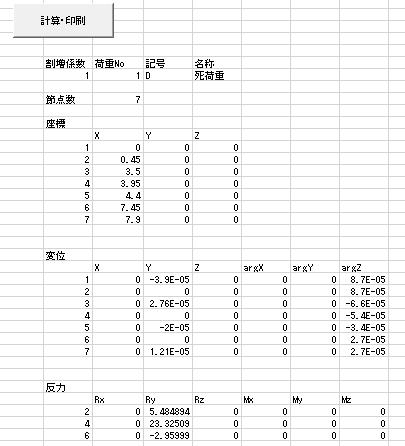 計算・印刷
割増係数 荷重No 記号 名称
1 1 D 死荷重
節点数 7
座標
X Y Z
1 0 0 0
2 0.45 0 0
3 3.5 0 0
4 3.95 0 0
5 4.4 0 0
6 7.45 0 0
7 7.9 0 0
変位
X Y Z argX argY argZ
1 0 -3.9E-05 0 0 0 8.7E-05
2 0 0 0 0 0 8.7E-05
3 0 2.76E-05 0 0 0 -6.6E-05
4 0 0 0 0 0 -5.4E-05
5 0 -2E-05 0 0 0 -3.4E-05
6 0 0 0 0 0 2.7E-05
7 0 1.21E-05 0 0 0 2.7E-05
反力
Rx Ry Rz Mx My Mz
2 0 5.484894 0 0 0 0
4 0 23.32509 0 0 0 0
6 0 -2.95999 0 0 0 0